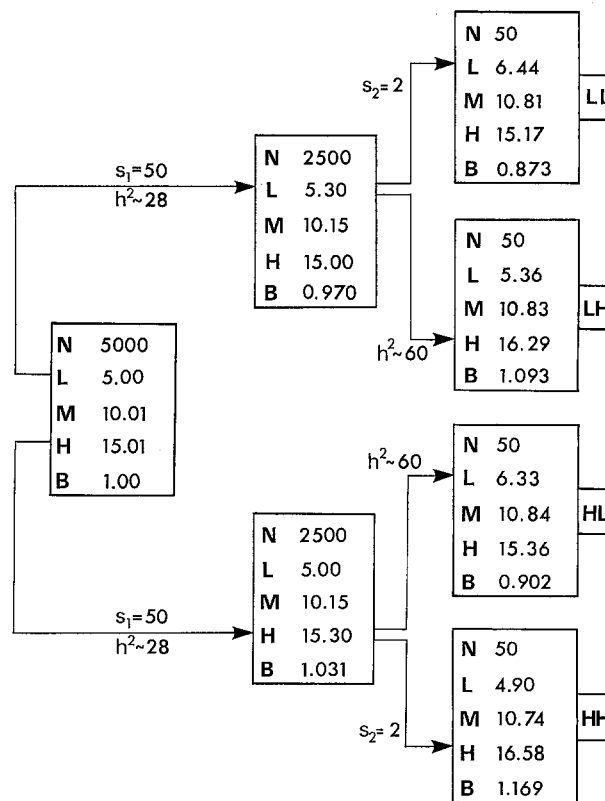 N 50
L 6.44
M 10.81
H 15.17
B 0.873
s₂=2
N 2500
L 5.30
M 10.15
H 15.00
B 0.970
s₁=50
h²~28
N 50
L 5.36
M 10.83
H 16.29
B 1.093
LH
h²~60
N 5000
L 5.00
M 10.01
H 15.01
B 1.00
h²~60
N 50
L 6.33
M 10.84
H 15.36
B 0.902
HL
N 2500
L 5.00
M 10.15
H 15.30
B 1.031
s₁=50
h²~28
s₂=2
N 50
L 4.90
M 10.74
H 16.58
B 1.169
HH